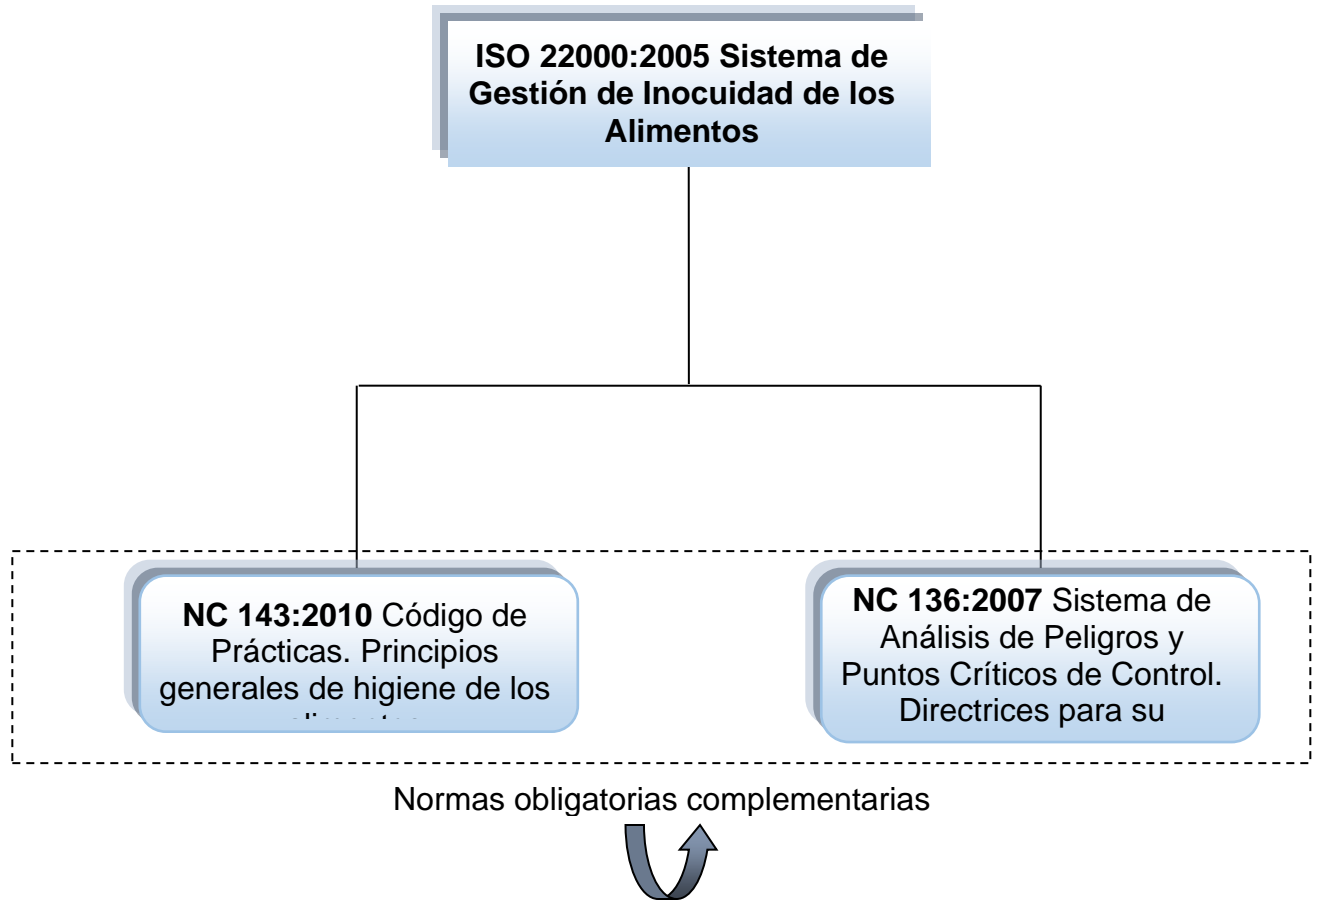 ISO 22000:2005 Sistema de
Gestión de Inocuidad de los
Alimentos
NC 143:2010 Código de
Prácticas. Principios
generales de higiene de los
NC 136:2007 Sistema de
Análisis de Peligros y
Puntos Críticos de Control.
Directrices para su
Normas obligatorias complementarias